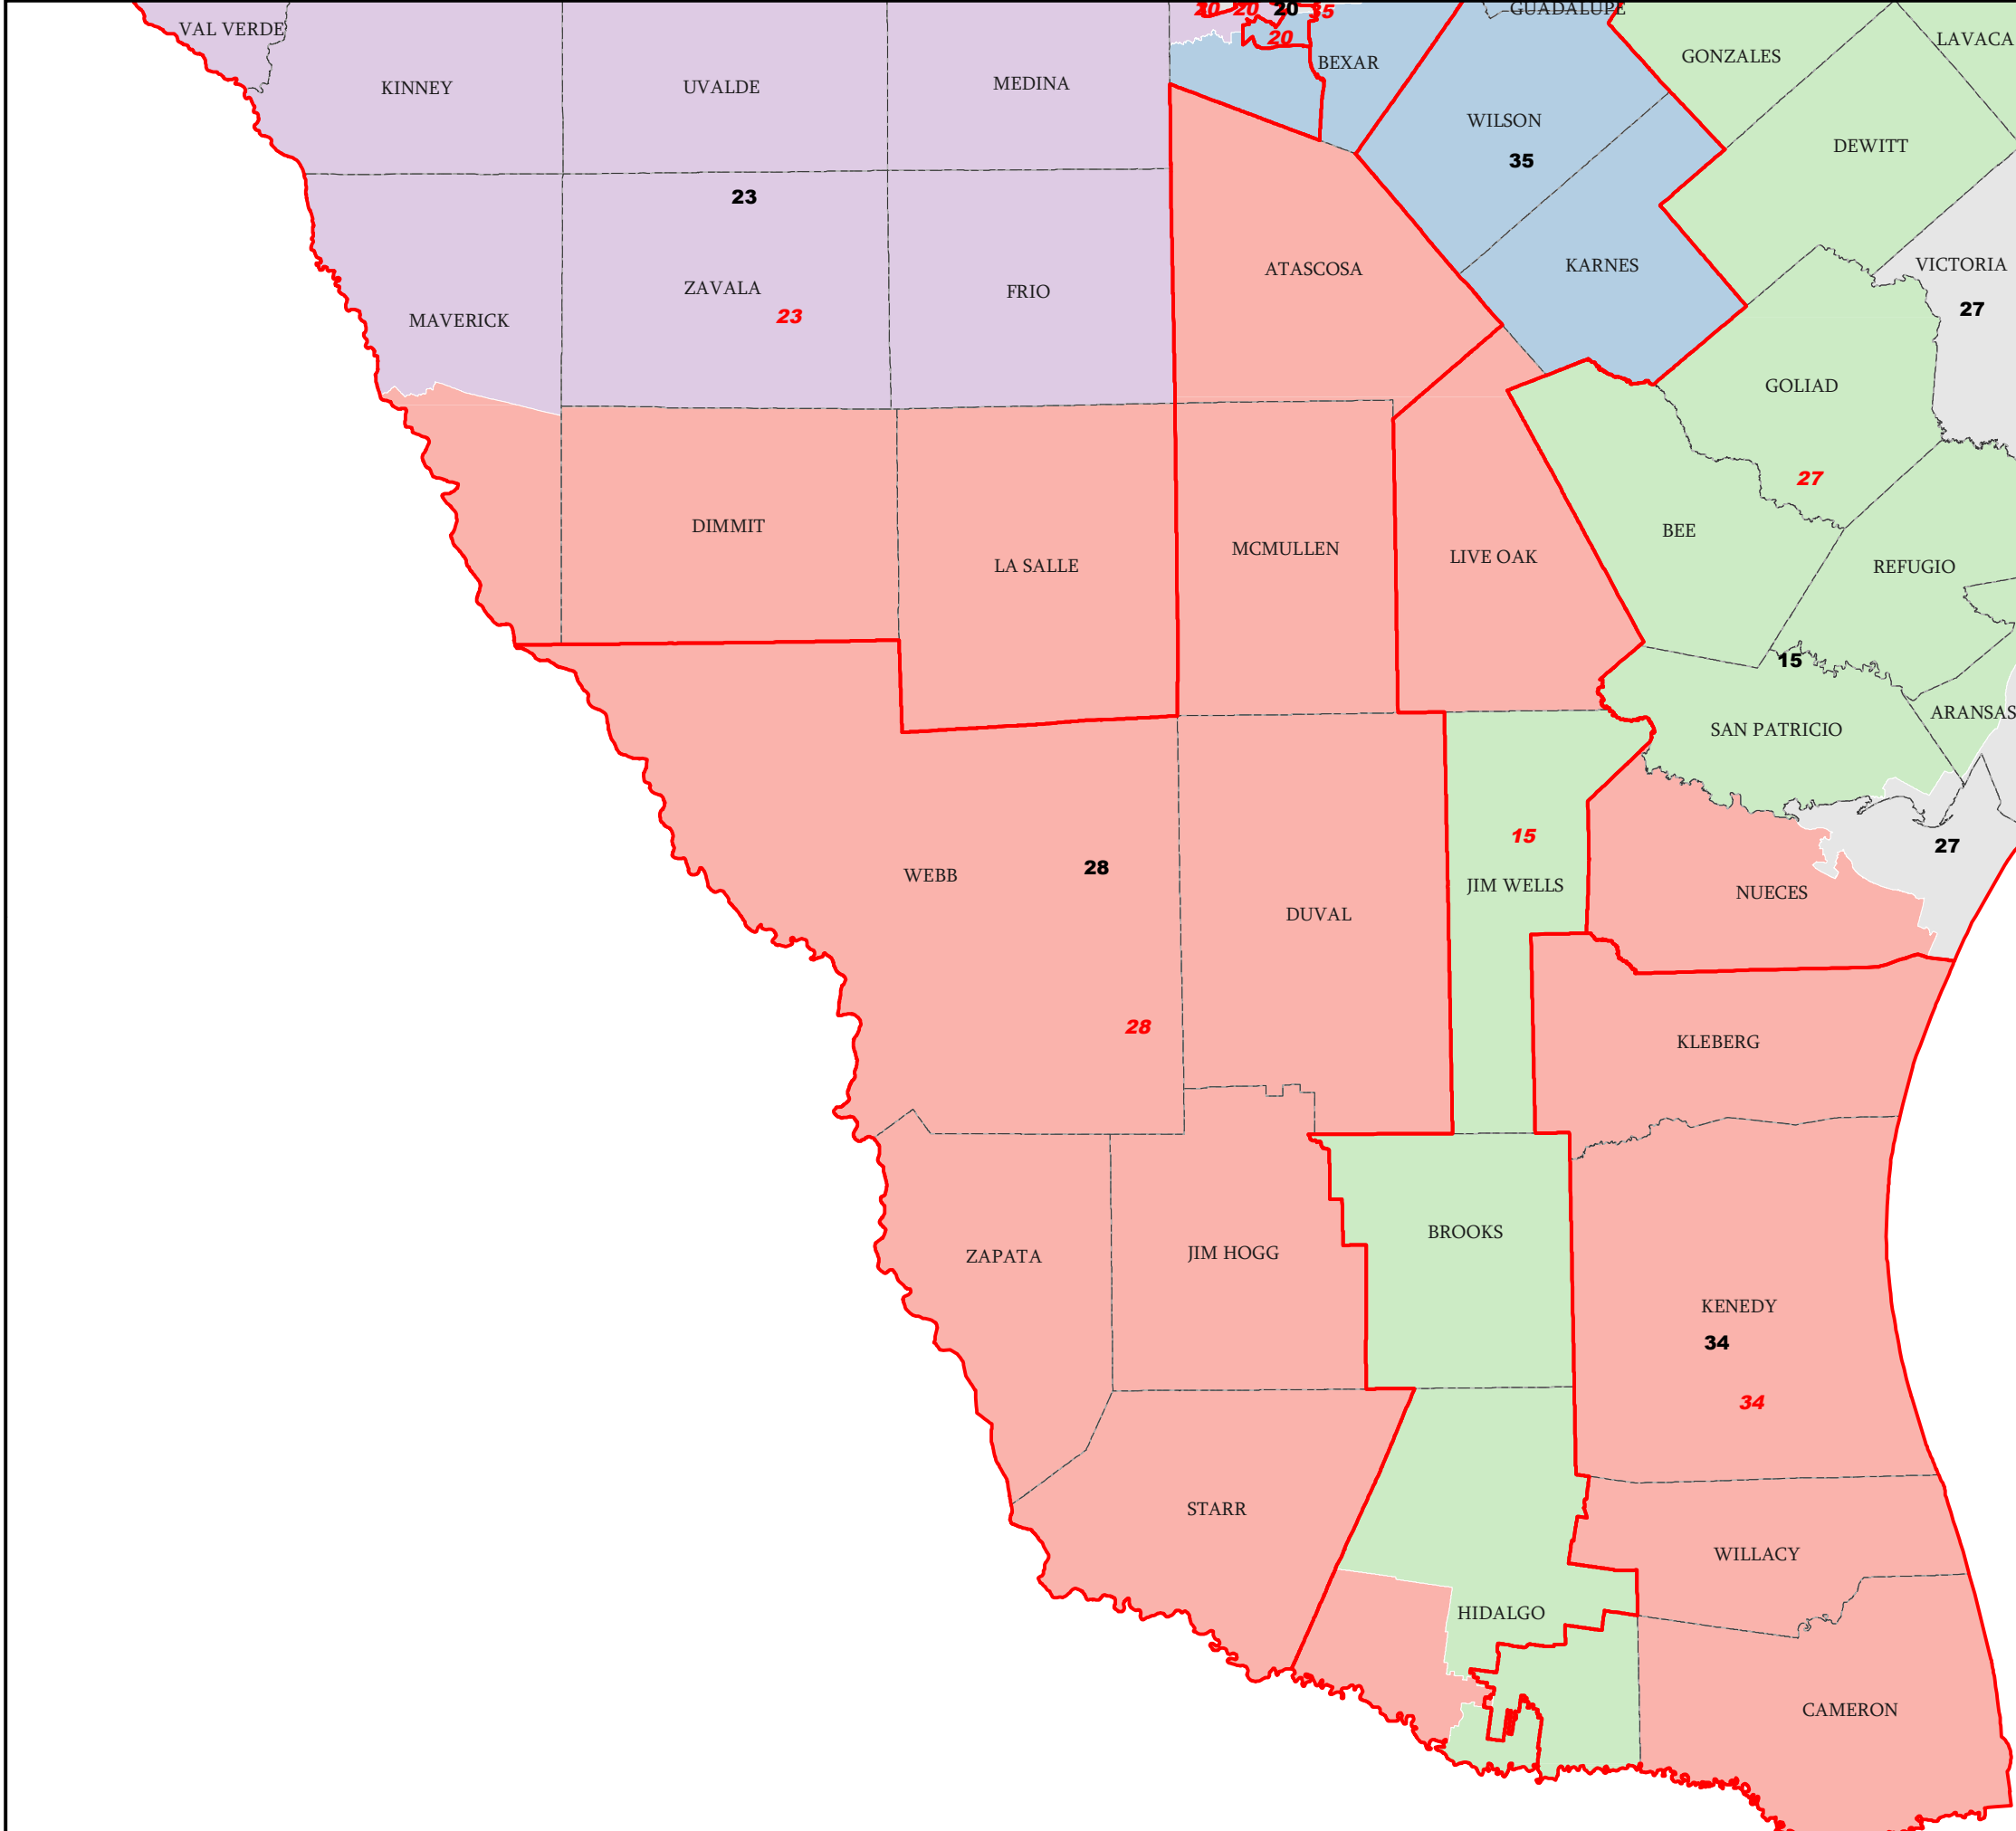 20 20 20 35
GUADALUPE
VAL VERDE
20
LAVACA
GONZALES
BEXAR
KINNEY
UVALDE
MEDINA
WILSON
DEWITT
35
23
VICTORIA
KARNES
ATASCOSA
ZAVALA
FRIO
27
23
MAVERICK
GOLIAD
27
DIMMIT
BEE
MCMULLEN
LIVE OAK
LA SALLE
REFUGIO
15
ARANSAS
SAN PATRICIO
15
27
28
WEBB
JIM WELLS
NUECES
DUVAL
28
KLEBERG
BROOKS
JIM HOGG
ZAPATA
KENEDY
34
34
STARR
WILLACY
HIDALGO
CAMERON